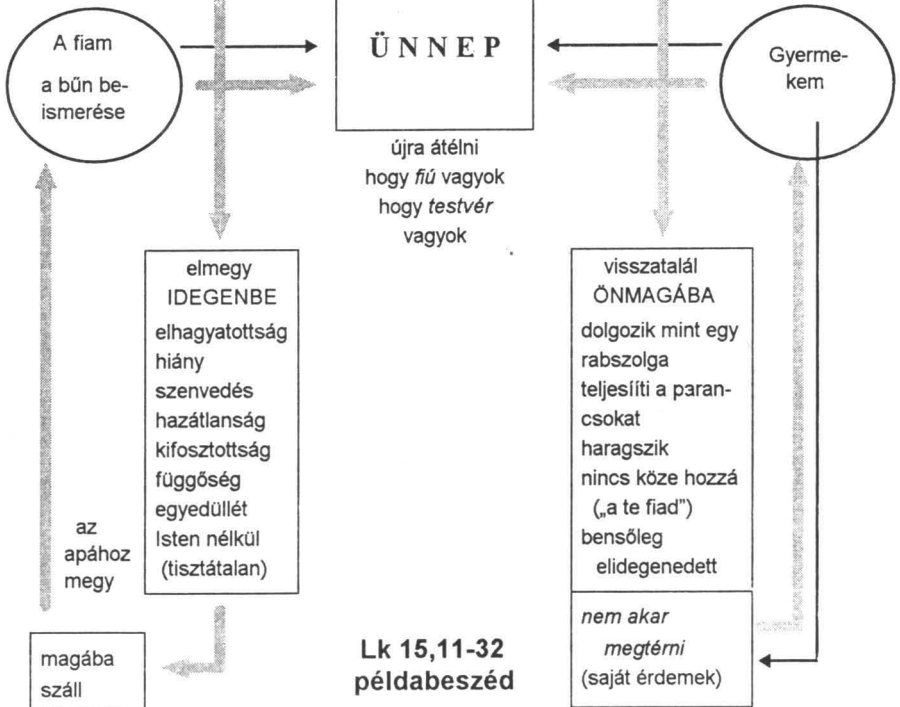 A fiam
a bűn be-
ismerése
ÜNNEP
Gyerme-
kem
újra átélni
hogy fiú vagyok
hogy testvér
vagyok
elmegy
IDEGENBE
elhagyatottság
hiány
szenvedés
hazátlanság
kifosztottság
függőség
egyedüllét
Isten nélkül
(tisztátalan)
visszatalál
ÖNMAGÁBA
dolgozik mint egy
rabszolga
teljesííti a paran-
csokat
haragszik
nincs köze hozzá
(„a te fiad”)
bensőleg
elidegenedett
az
apához
megy
magába
száll
Lk 15,11-32
példabeszéd
nem akar
megtérni
(saját érdemek)